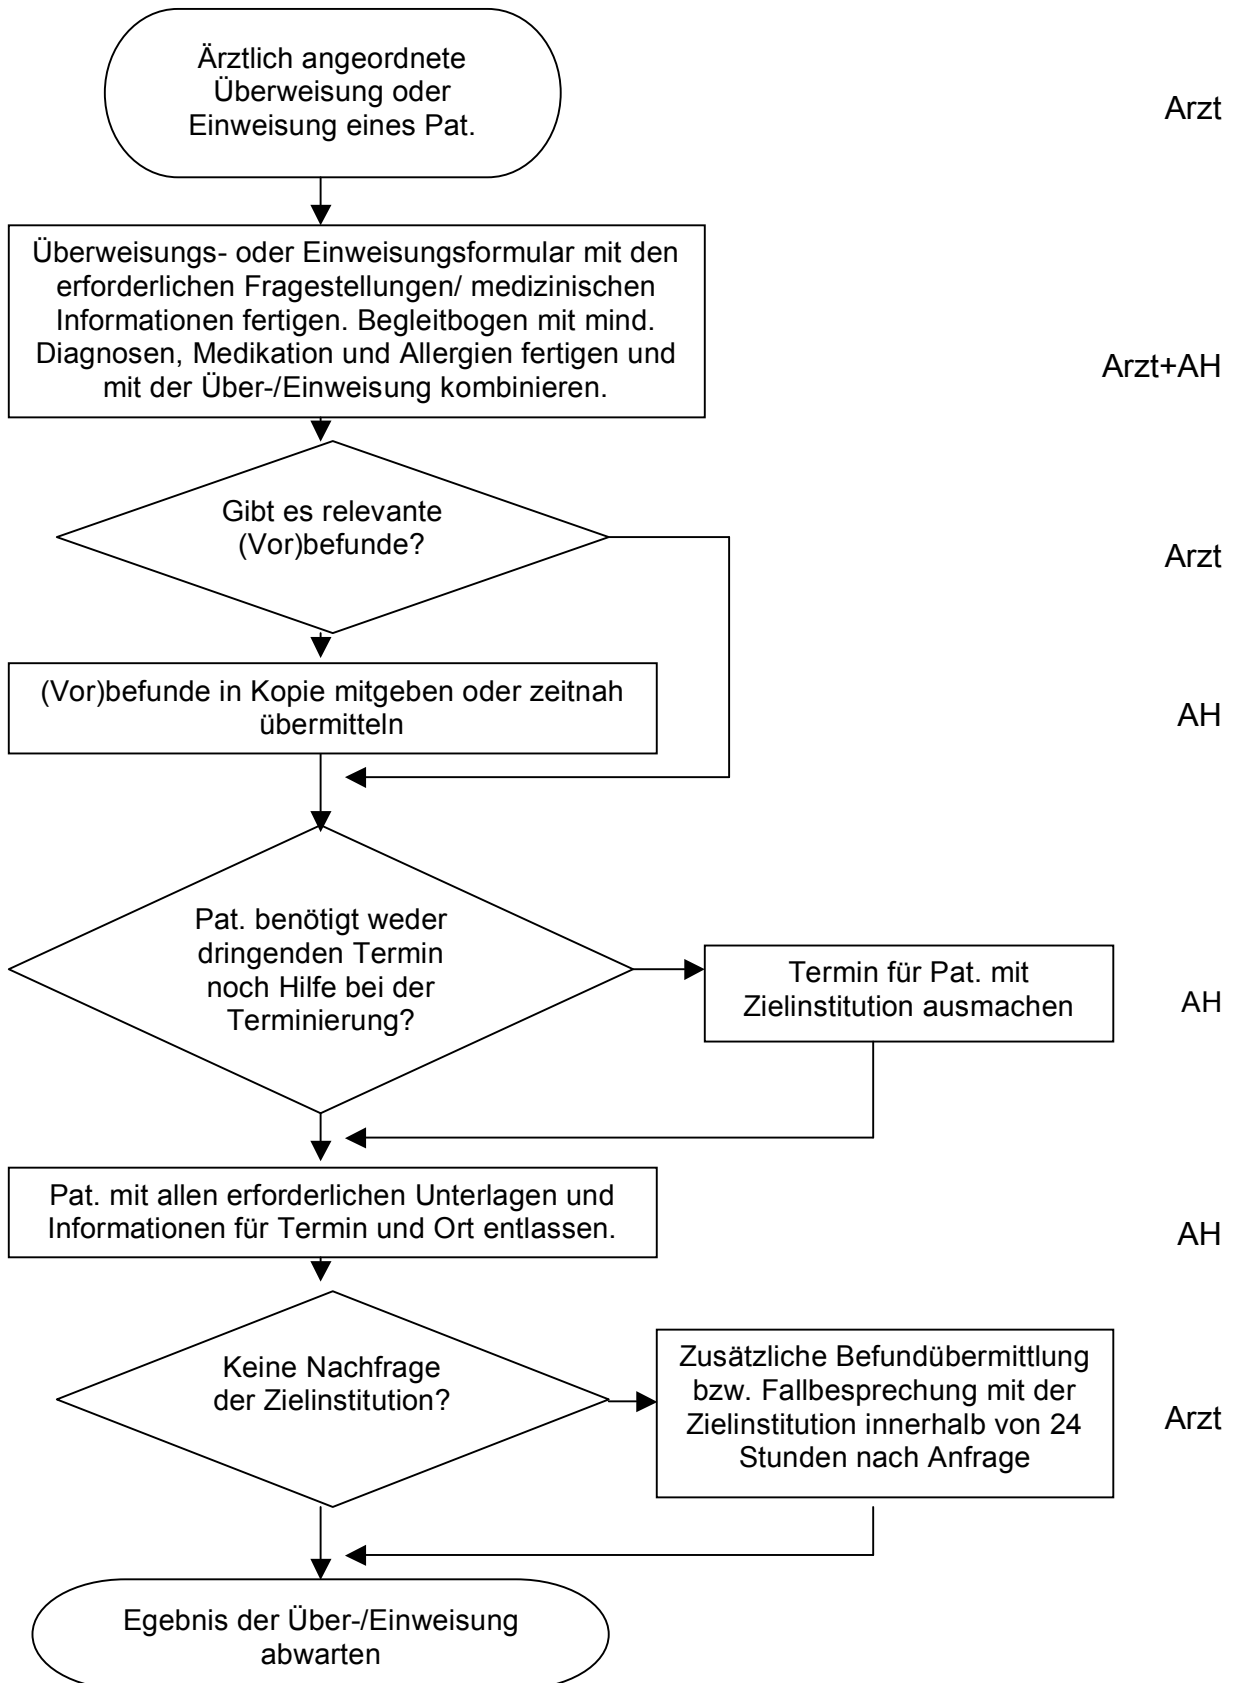 Ärztlich angeordnete
Überweisung oder
Einweisung eines Pat.
Arzt
Überweisungs- oder Einweisungsformular mit den
erforderlichen Fragestellungen/ medizinischen
Informationen fertigen. Begleitbogen mit mind.
Diagnosen, Medikation und Allergien fertigen und
mit der Über-/Einweisung kombinieren.
Arzt+AH
Gibt es relevante
(Vor)befunde?
Arzt
(Vor)befunde in Kopie mitgeben oder zeitnah
übermitteln
AH
Pat. benötigt weder
dringenden Termin
noch Hilfe bei der
Terminierung?
Termin für Pat. mit
Zielinstitution ausmachen
AH
Pat. mit allen erforderlichen Unterlagen und
Informationen für Termin und Ort entlassen.
AH
Keine Nachfrage
der Zielinstitution?
Zusätzliche Befundübermittlung
bzw. Fallbesprechung mit der
Zielinstitution innerhalb von 24
Stunden nach Anfrage
Arzt
Egebnis der Über-/Einweisung
abwarten